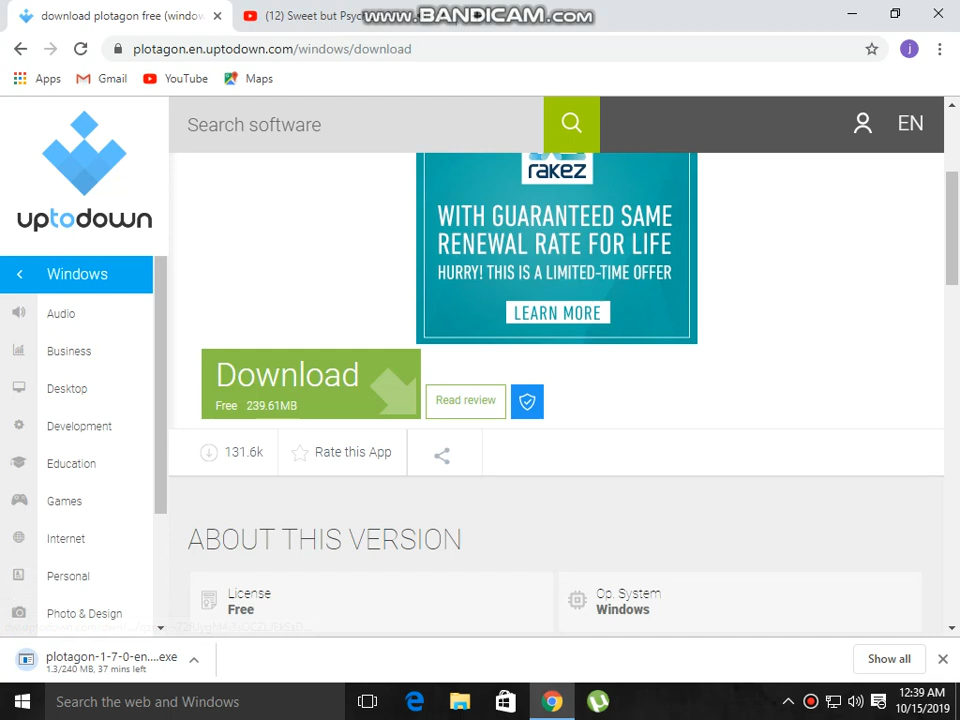 download plotagon free (window
(12) Sweet but Psyc
www.BANDICAM.com
plotagon.en.uptodown.com/windows/download
j
Apps
Gmail
YouTube
Maps
uptodown
Search software
EN
rakez
WITH GUARANTEED SAME
RENEWAL RATE FOR LIFE
HURRY! THIS IS A LIMITED-TIME OFFER
LEARN MORE
Windows
Audio
Business
Desktop
Development
Education
Games
Internet
Personal
Photo & Design
Download
Free 239.61MB
Read review
131.6k
Rate this App
ABOUT THIS VERSION
License
Free
Op. System
Windows
plotagon-1-7-0-en....exe
1.3/240 MB, 37 mins left
Show all
Search the web and Windows
12:39 AM
10/15/2019